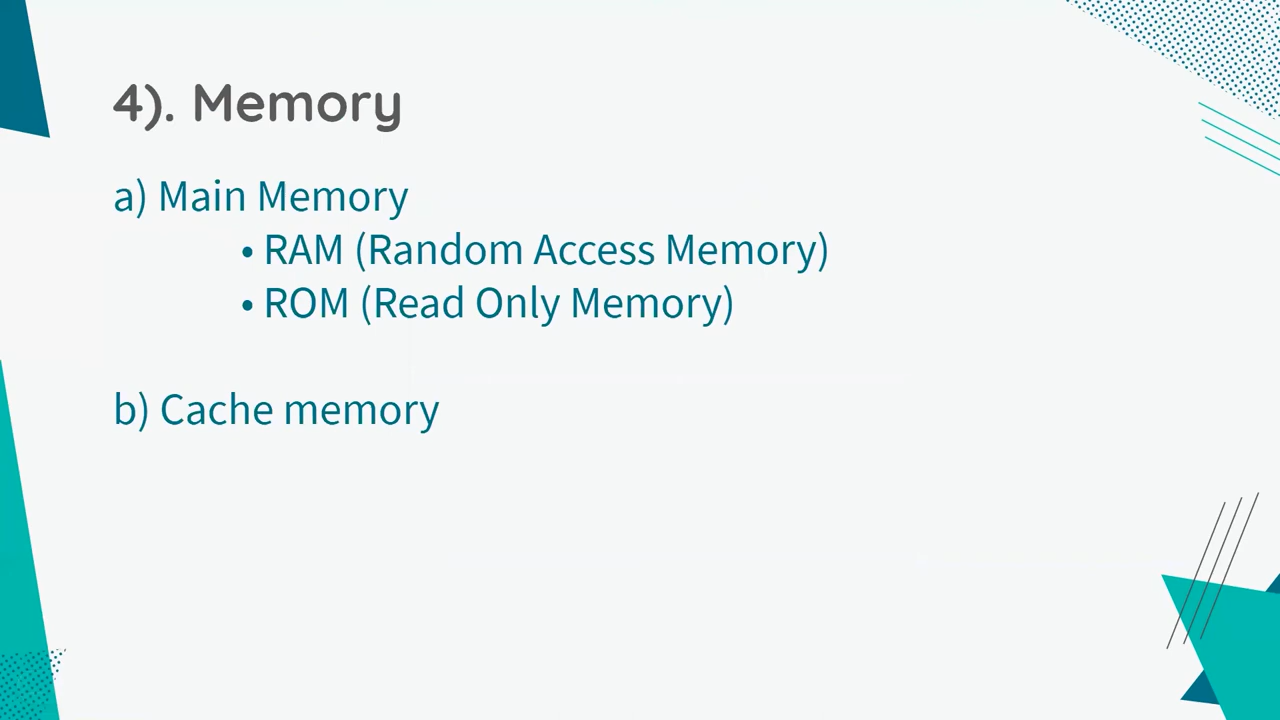 4). Memory
a) Main Memory
• RAM (Random Access Memory)
• ROM (Read Only Memory)
b) Cache memory